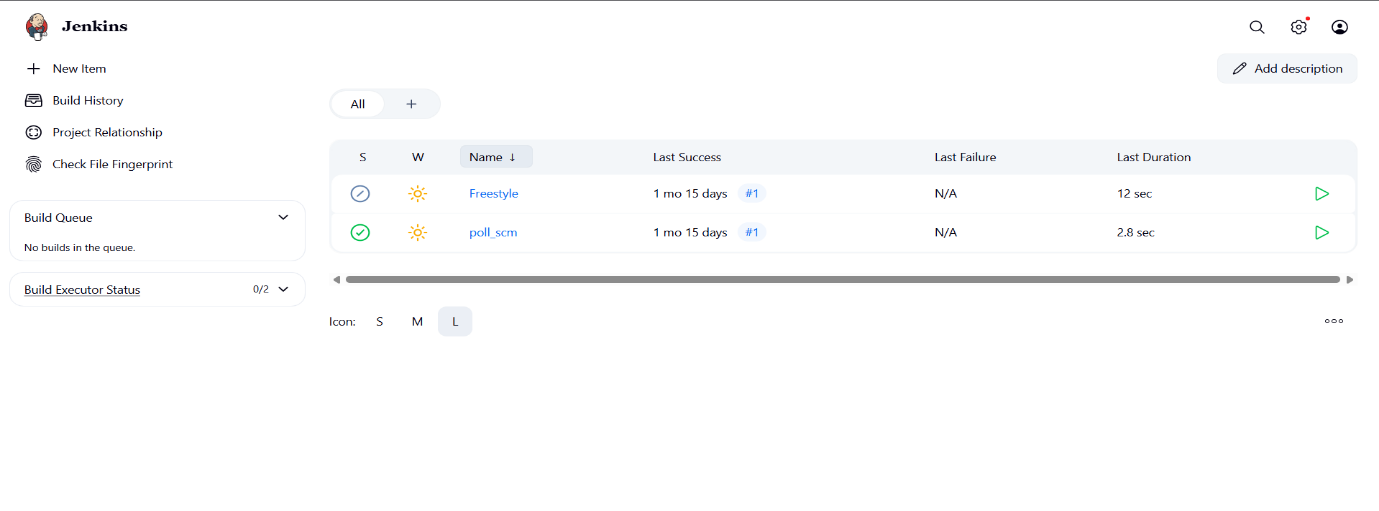 Jenkins
New Item
Build History
Project Relationship
Check File Fingerprint
Build Queue
No builds in the queue.
Build Executor Status 0/2
Add description
All +
S W Name ↓ Last Success Last Failure Last Duration
Freestyle 1 mo 15 days #1 N/A 12 sec
poll_scm 1 mo 15 days #1 N/A 2.8 sec
Icon: S M L